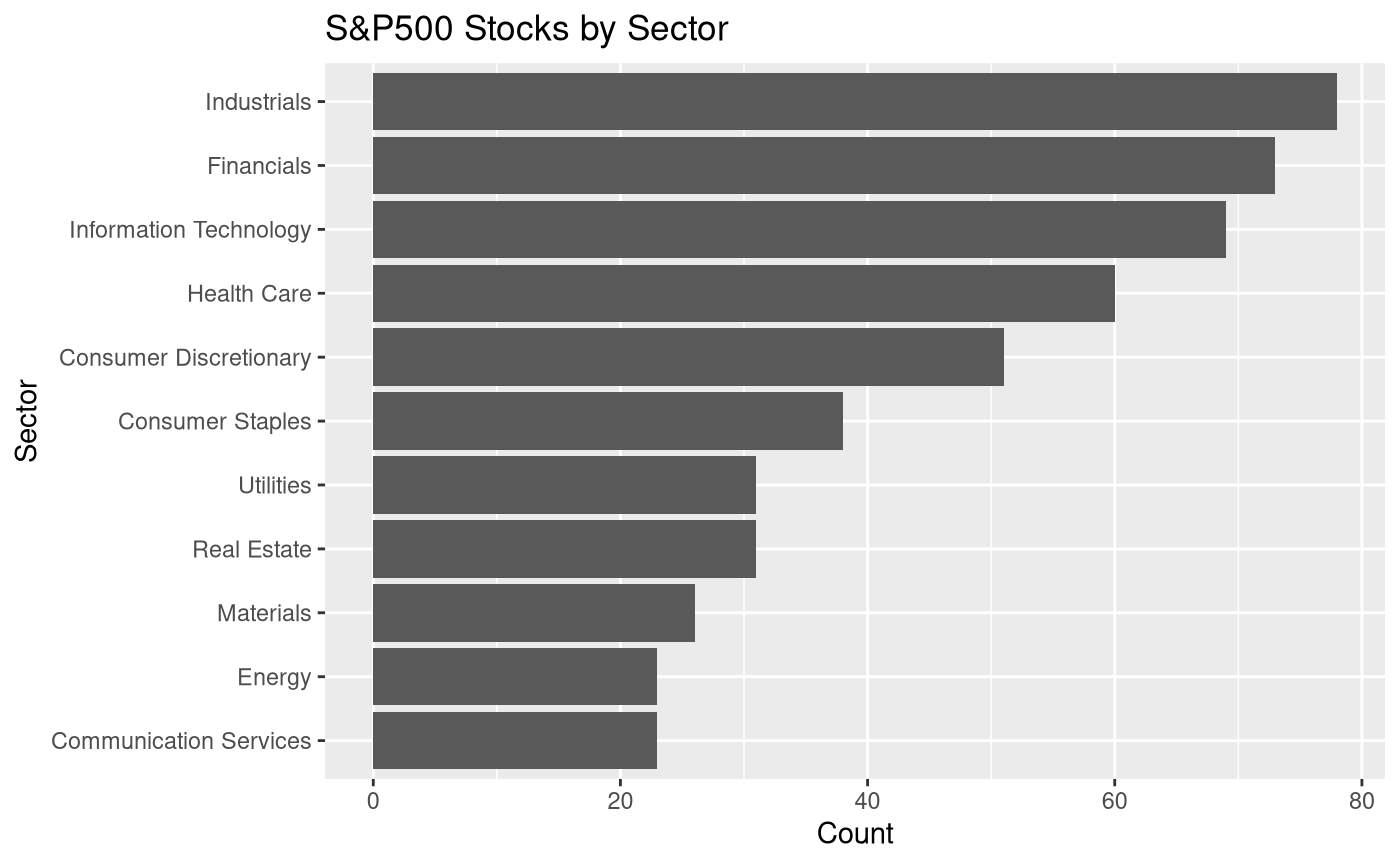 S&P500 Stocks by Sector
Industrials
Financials
Information Technology
Health Care
Consumer Discretionary
Consumer Staples
Utilities
Real Estate
Materials
Energy
Communication Services
Sector
0 20 40 60 80
Count